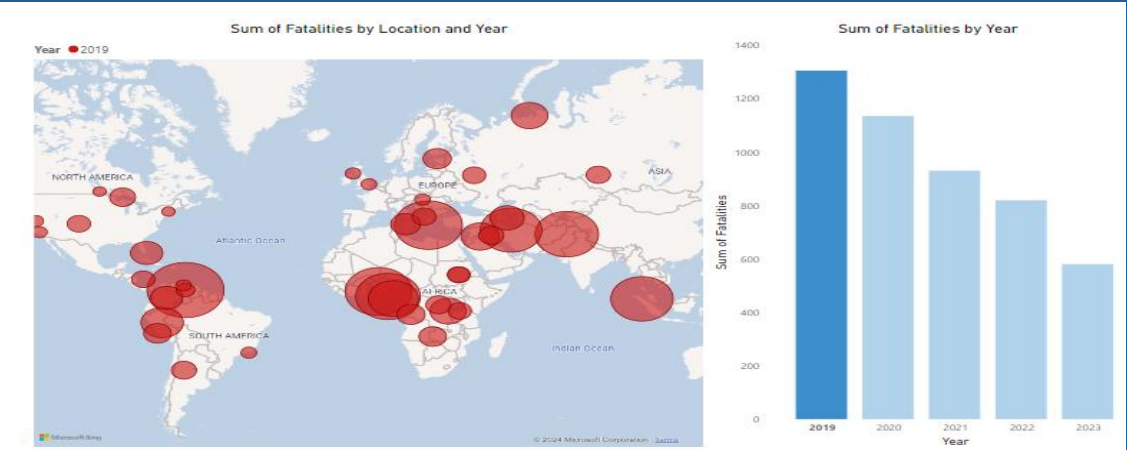 Sum of Fatalities by Location and Year
Year 2019
NORTH AMERICA
EUROPE
ASIA
Atlantic Ocean
AFRICA
SOUTH AMERICA
Indian Ocean
Microsoft Bing
© 2024 Microsoft Corporation Terms
Sum of Fatalities by Year
1400
1200
1000
800
600
400
200
0
Sum of Fatalities
2019 2020 2021 2022 2023
Year